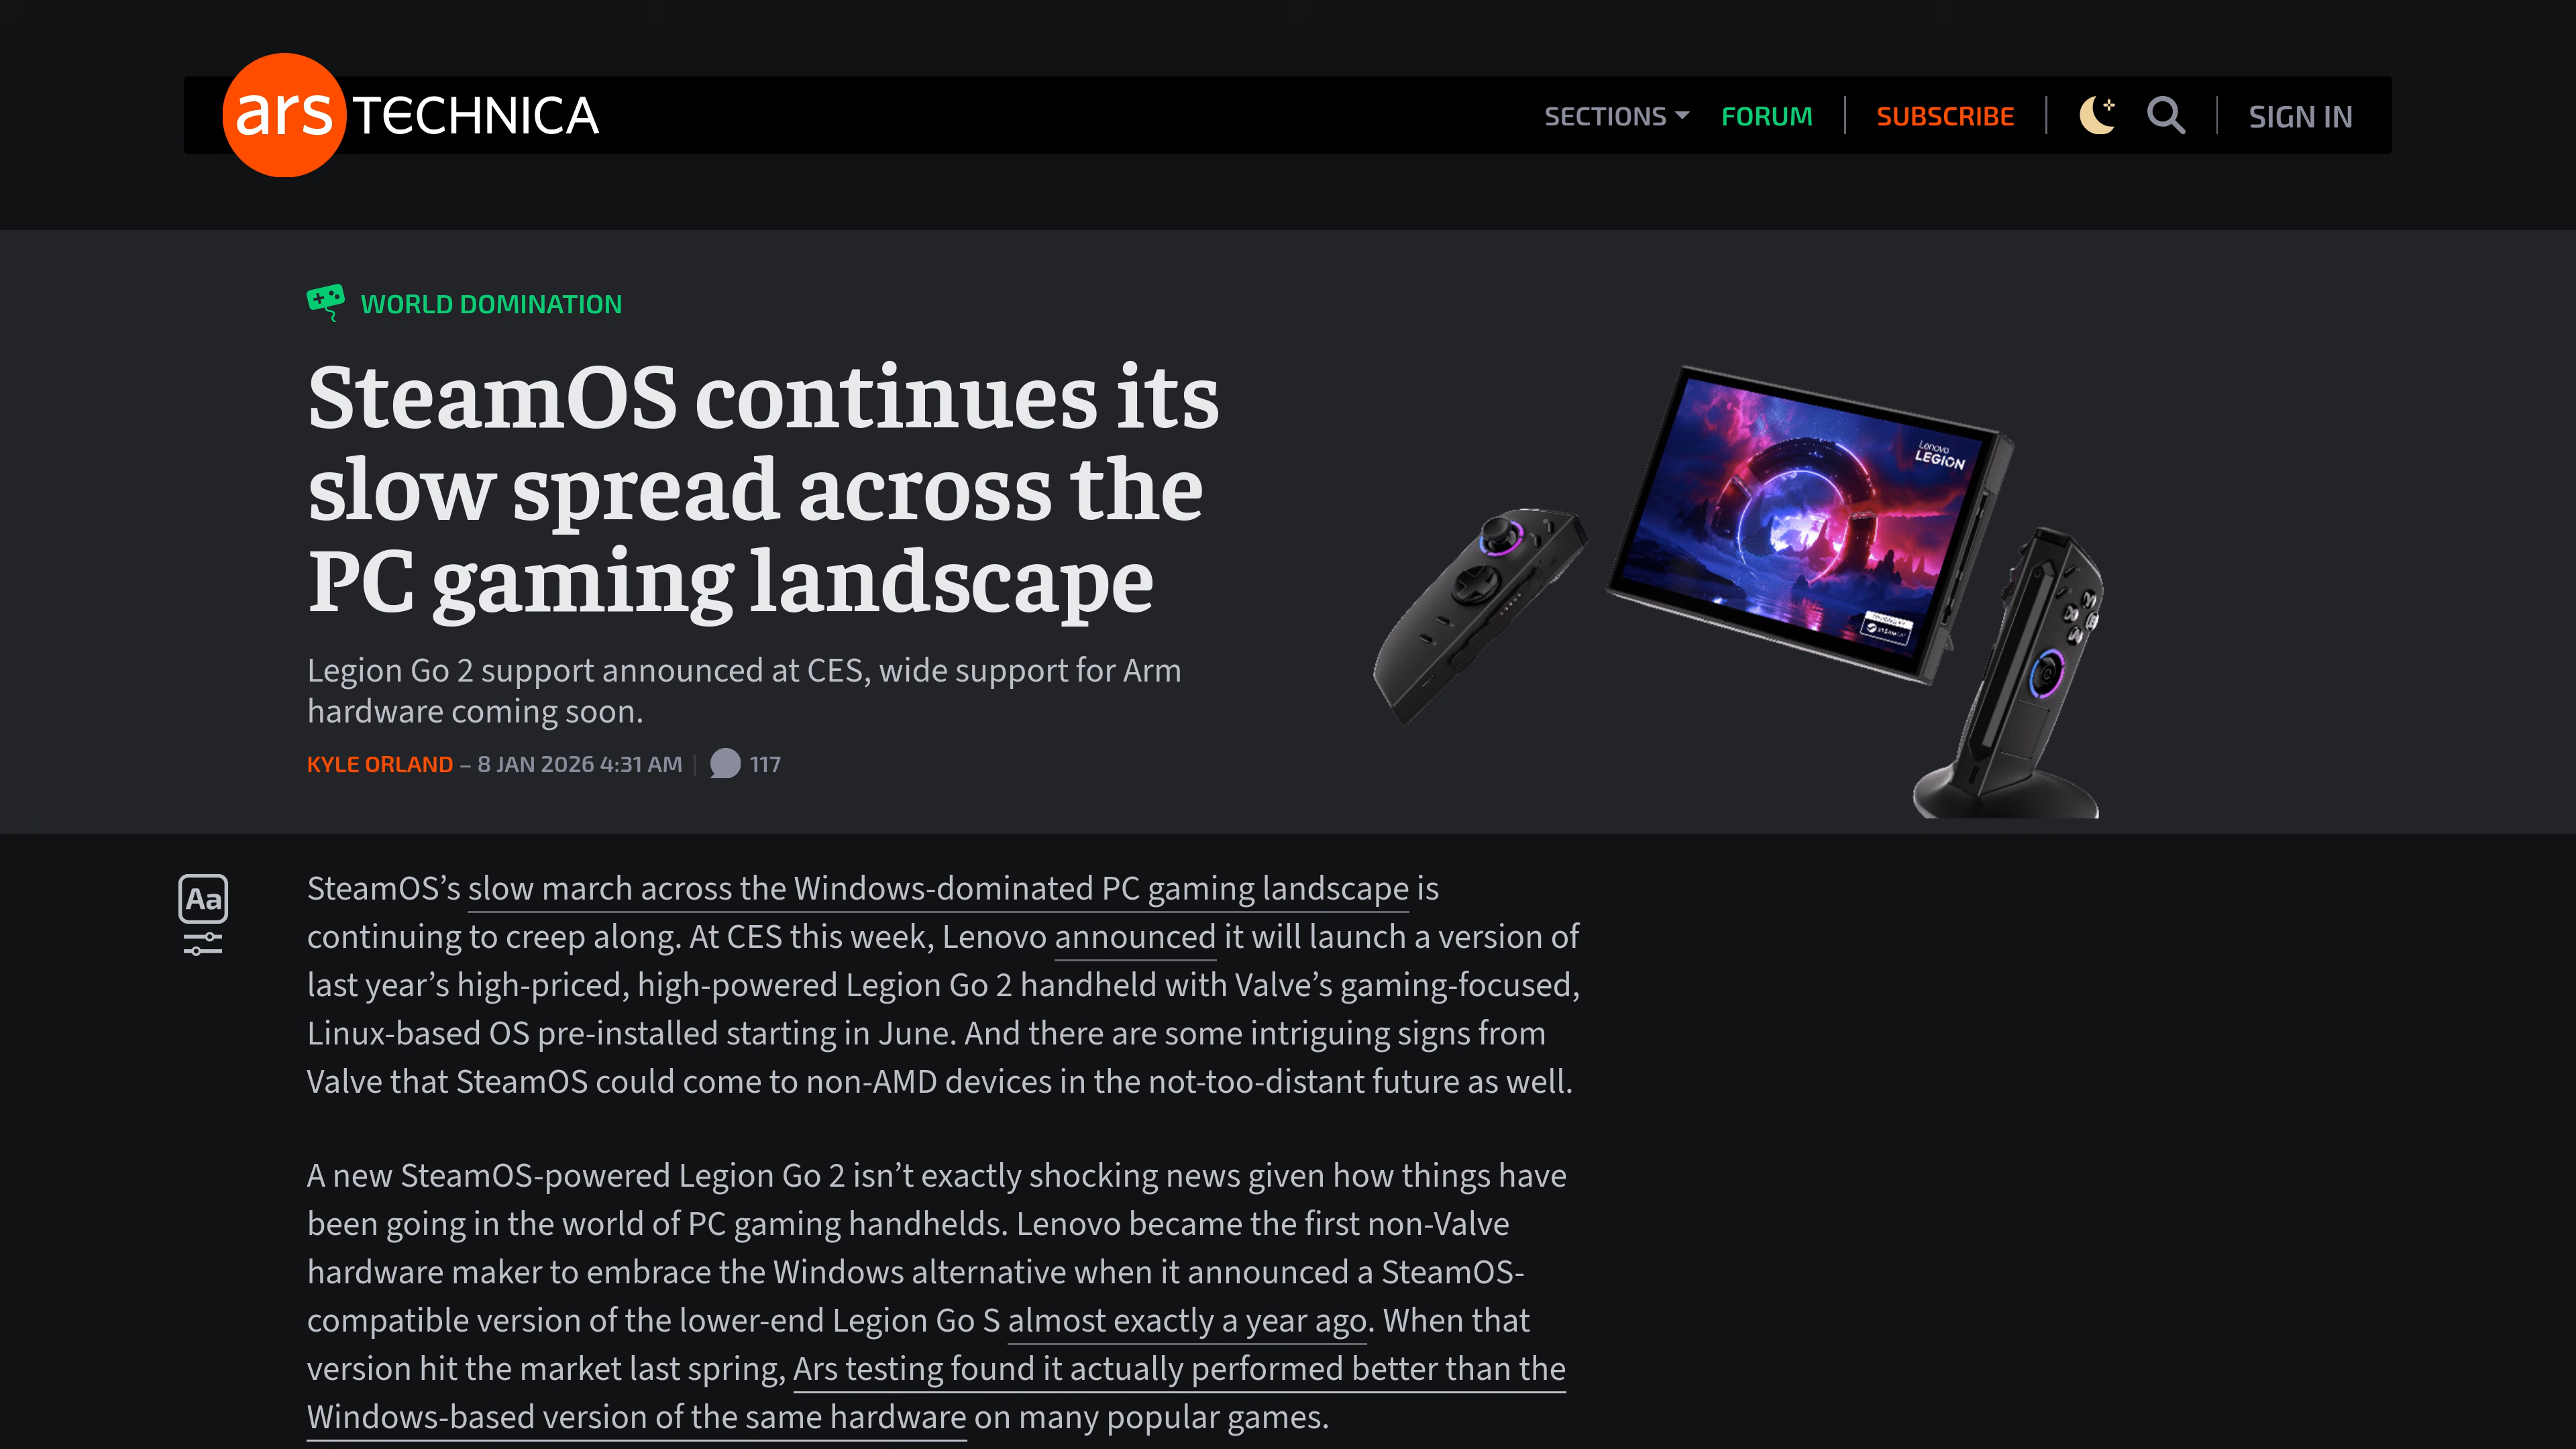 ars TECHNICA
SECTIONS FORUM SUBSCRIBE SIGN IN
WORLD DOMINATION
SteamOS continues its
slow spread across the
PC gaming landscape
Legion Go 2 support announced at CES, wide support for Arm
hardware coming soon.
KYLE ORLAND – 8 JAN 2026 4:31 AM 117
Lenovo
LEGION
Aa
SteamOS’s slow march across the Windows-dominated PC gaming landscape is
continuing to creep along. At CES this week, Lenovo announced it will launch a version of
last year’s high-priced, high-powered Legion Go 2 handheld with Valve’s gaming-focused,
Linux-based OS pre-installed starting in June. And there are some intriguing signs from
Valve that SteamOS could come to non-AMD devices in the not-too-distant future as well.
A new SteamOS-powered Legion Go 2 isn’t exactly shocking news given how things have
been going in the world of PC gaming handhelds. Lenovo became the first non-Valve
hardware maker to embrace the Windows alternative when it announced a SteamOS-
compatible version of the lower-end Legion Go S almost exactly a year ago. When that
version hit the market last spring, Ars testing found it actually performed better than the
Windows-based version of the same hardware on many popular games.